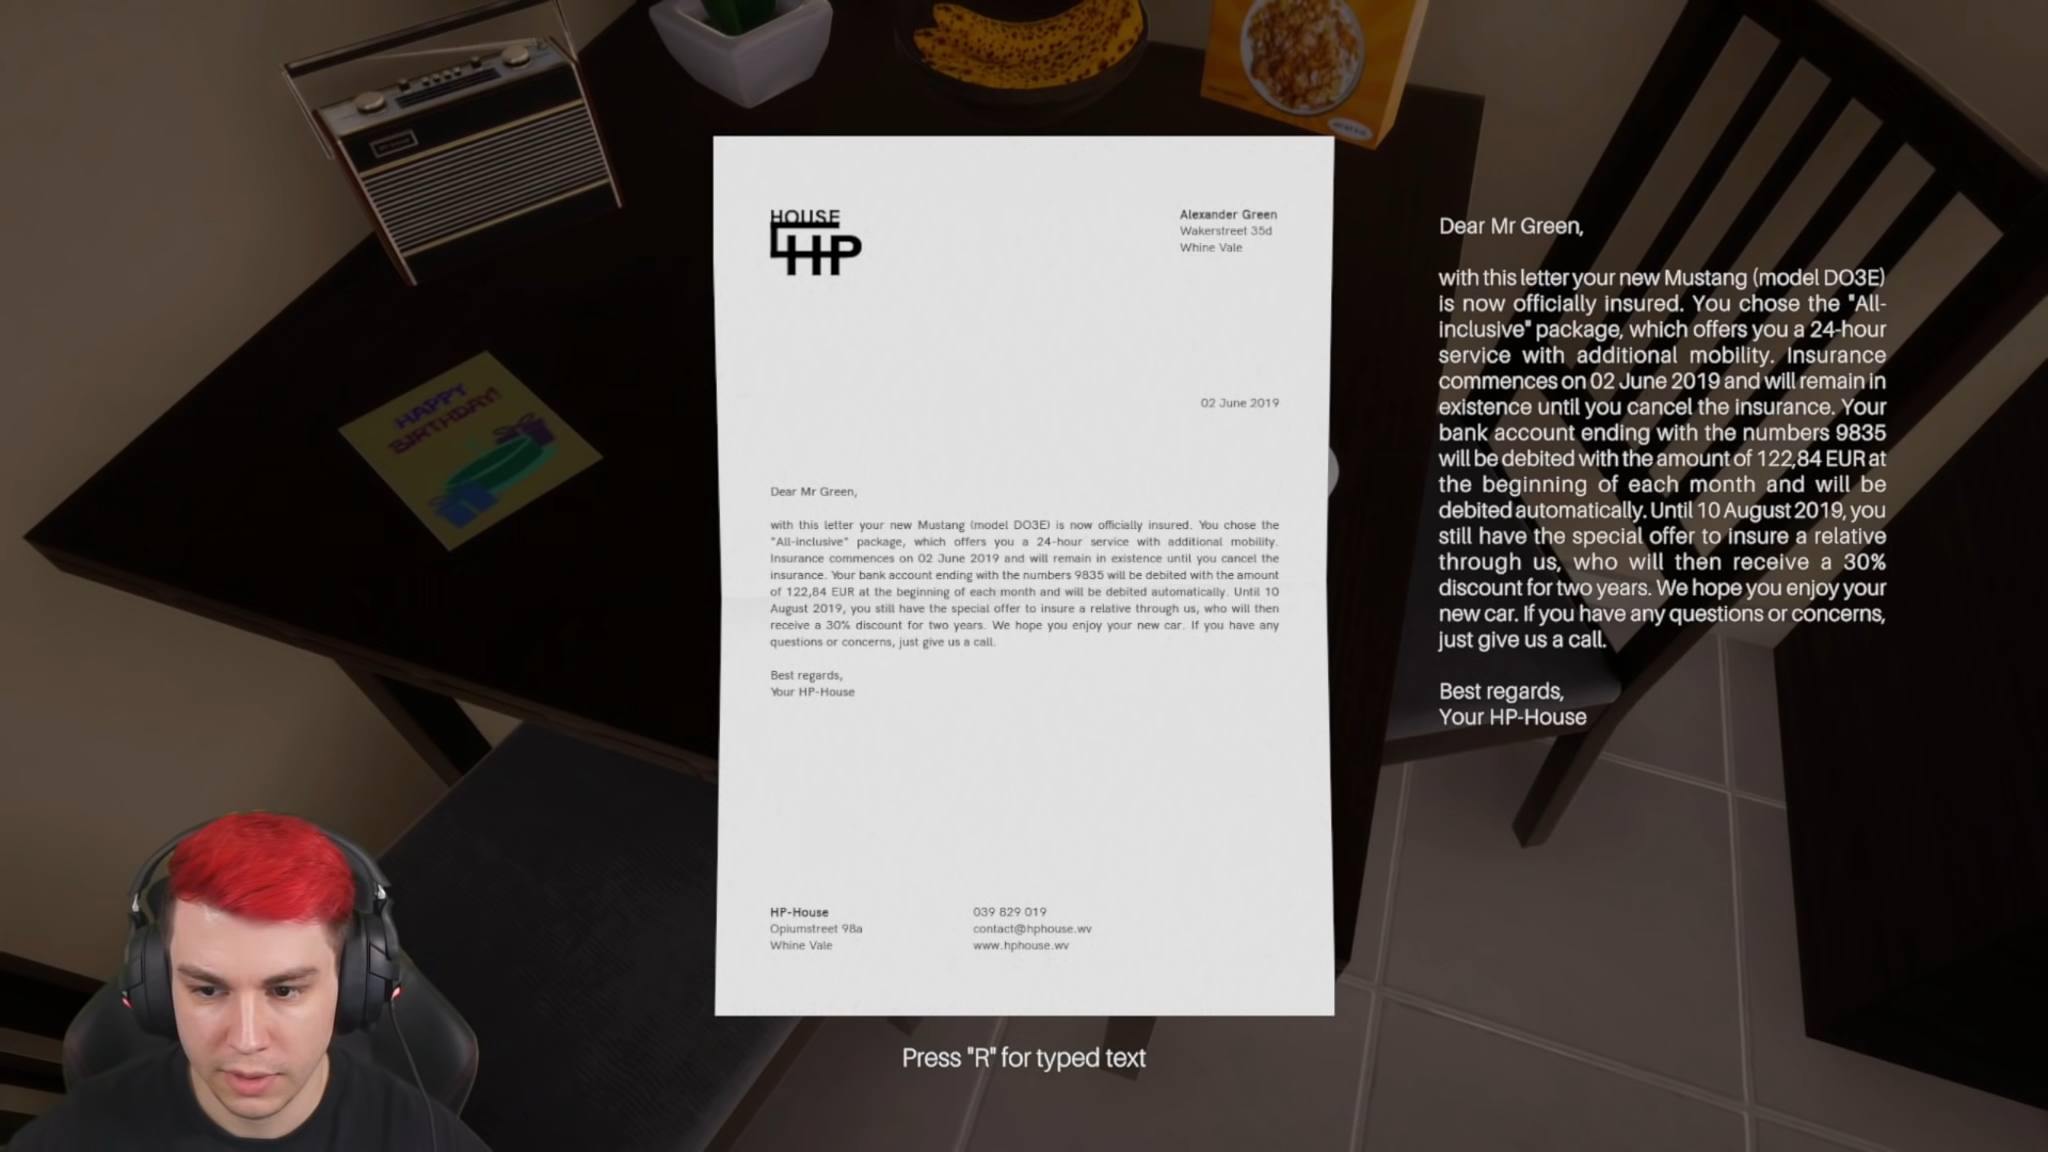 HAPPY
BIRTHDAY!
HOUSE
HP
Alexander Green
Wakerstreet 35d
Whine Vale
02 June 2019
Dear Mr Green,
with this letter your new Mustang (model DO3E) is now officially insured. You chose the
"All-inclusive" package, which offers you a 24-hour service with additional mobility.
Insurance commences on 02 June 2019 and will remain in existence until you cancel the
insurance. Your bank account ending with the numbers 9835 will be debited with the amount
of 122,84 EUR at the beginning of each month and will be debited automatically. Until 10
August 2019, you still have the special offer to insure a relative through us, who will then
receive a 30% discount for two years. We hope you enjoy your new car. If you have any
questions or concerns, just give us a call.
Best regards,
Your HP-House
HP-House
Opiumstreet 98a
Whine Vale
039 829 019
contact@hphouse.wv
www.hphouse.wv
Dear Mr Green,
with this letter your new Mustang (model DO3E)
is now officially insured. You chose the "All-
inclusive" package, which offers you a 24-hour
service with additional mobility. Insurance
commences on 02 June 2019 and will remain in
existence until you cancel the insurance. Your
bank account ending with the numbers 9835
will be debited with the amount of 122,84 EUR at
the beginning of each month and will be
debited automatically. Until 10 August 2019, you
still have the special offer to insure a relative
through us, who will then receive a 30%
discount for two years. We hope you enjoy your
new car. If you have any questions or concerns,
just give us a call.
Best regards,
Your HP-House
Press "R" for typed text